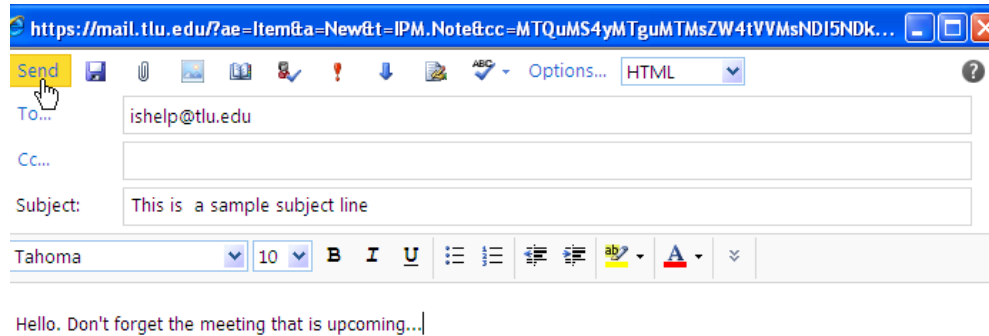 https://mail.tlu.edu/?ae=Item&a=New&t=IPM.Note&cc=MTQuMS4yMTguMTMsZW4tVVMsNDI5NDk...
Send Options... HTML
To... ishelp@tlu.edu
Cc...
Subject: This is a sample subject line
Tahoma 10 B I U
Hello. Don't forget the meeting that is upcoming...